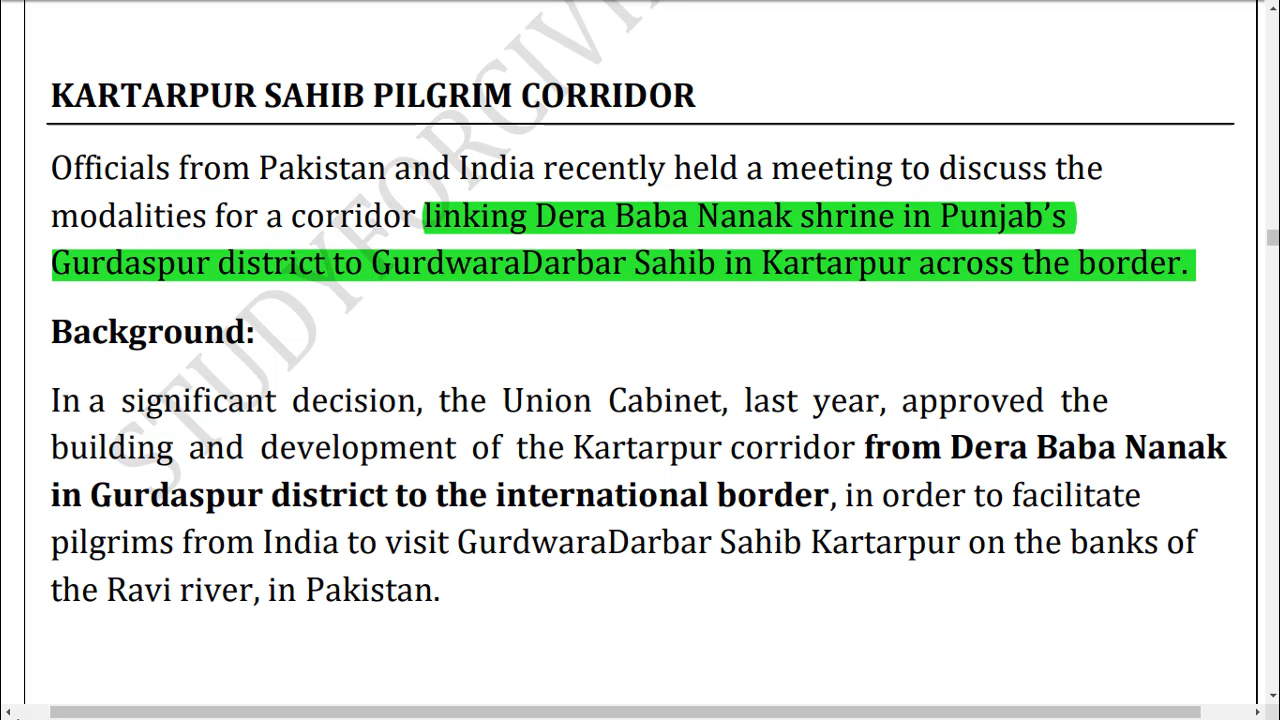 KARTARPUR SAHIB PILGRIM CORRIDOR
Officials from Pakistan and India recently held a meeting to discuss the
modalities for a corridor linking Dera Baba Nanak shrine in Punjab’s
Gurdaspur district to GurdwaraDarbar Sahib in Kartarpur across the border.
Background:
In a significant decision, the Union Cabinet, last year, approved the
building and development of the Kartarpur corridor from Dera Baba Nanak
in Gurdaspur district to the international border, in order to facilitate
pilgrims from India to visit GurdwaraDarbar Sahib Kartarpur on the banks of
the Ravi river, in Pakistan.